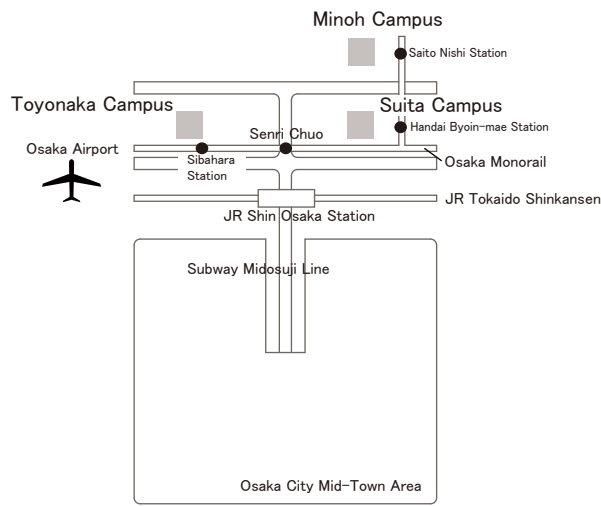 Minoh Campus
Saito Nishi Station
Toyonaka Campus
Suita Campus
Handai Byoin-mae Station
Senri Chuo
Osaka Airport
Sibahara
Station
Osaka Monorail
JR Tokaido Shinkansen
JR Shin Osaka Station
Subway Midosuji Line
Osaka City Mid-Town Area